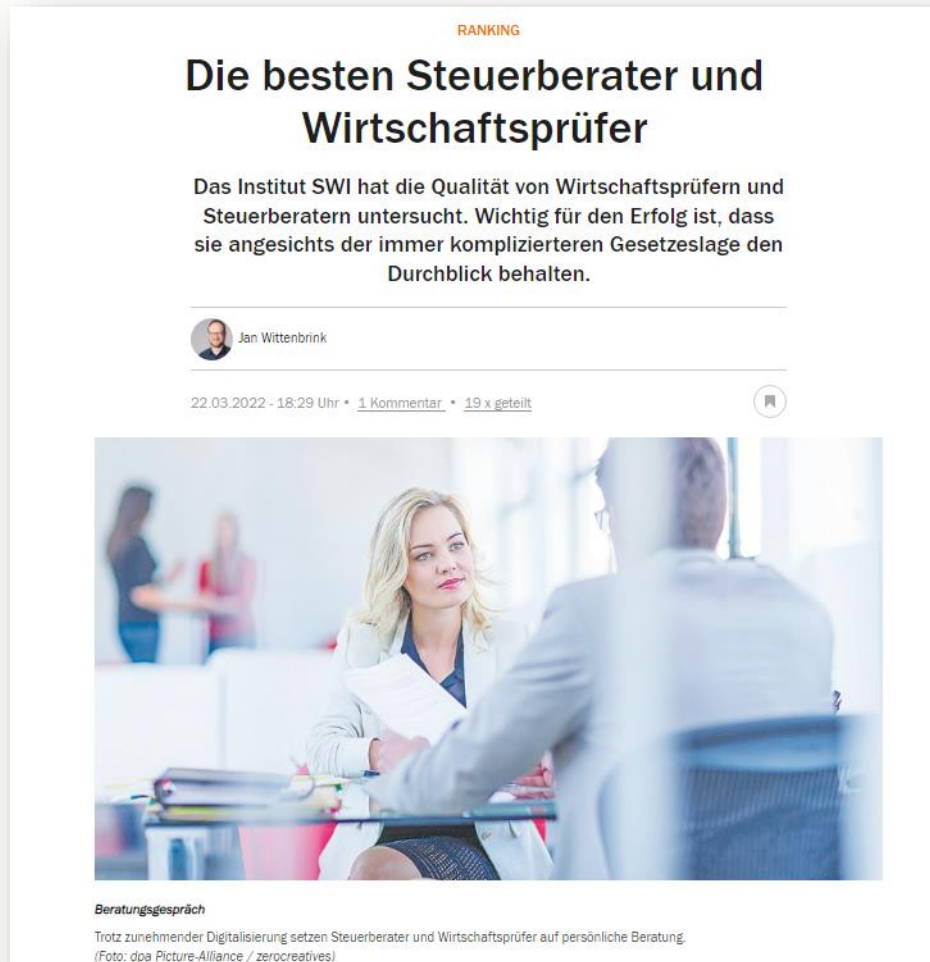 RANKING
Die besten Steuerberater und
Wirtschaftsprüfer
Das Institut SWI hat die Qualität von Wirtschaftsprüfern und
Steuerberatern untersucht. Wichtig für den Erfolg ist, dass
sie angesichts der immer komplizierteren Gesetzeslage den
Durchblick behalten.
Jan Wittenbrink
22.03.2022 - 18:29 Uhr • 1 Kommentar • 19 x geteilt
Beratungsgespräch
Trotz zunehmender Digitalisierung setzen Steuerberater und Wirtschaftsprüfer auf persönliche Beratung.
(Foto: dpa Picture-Alliance / zerocreatives)